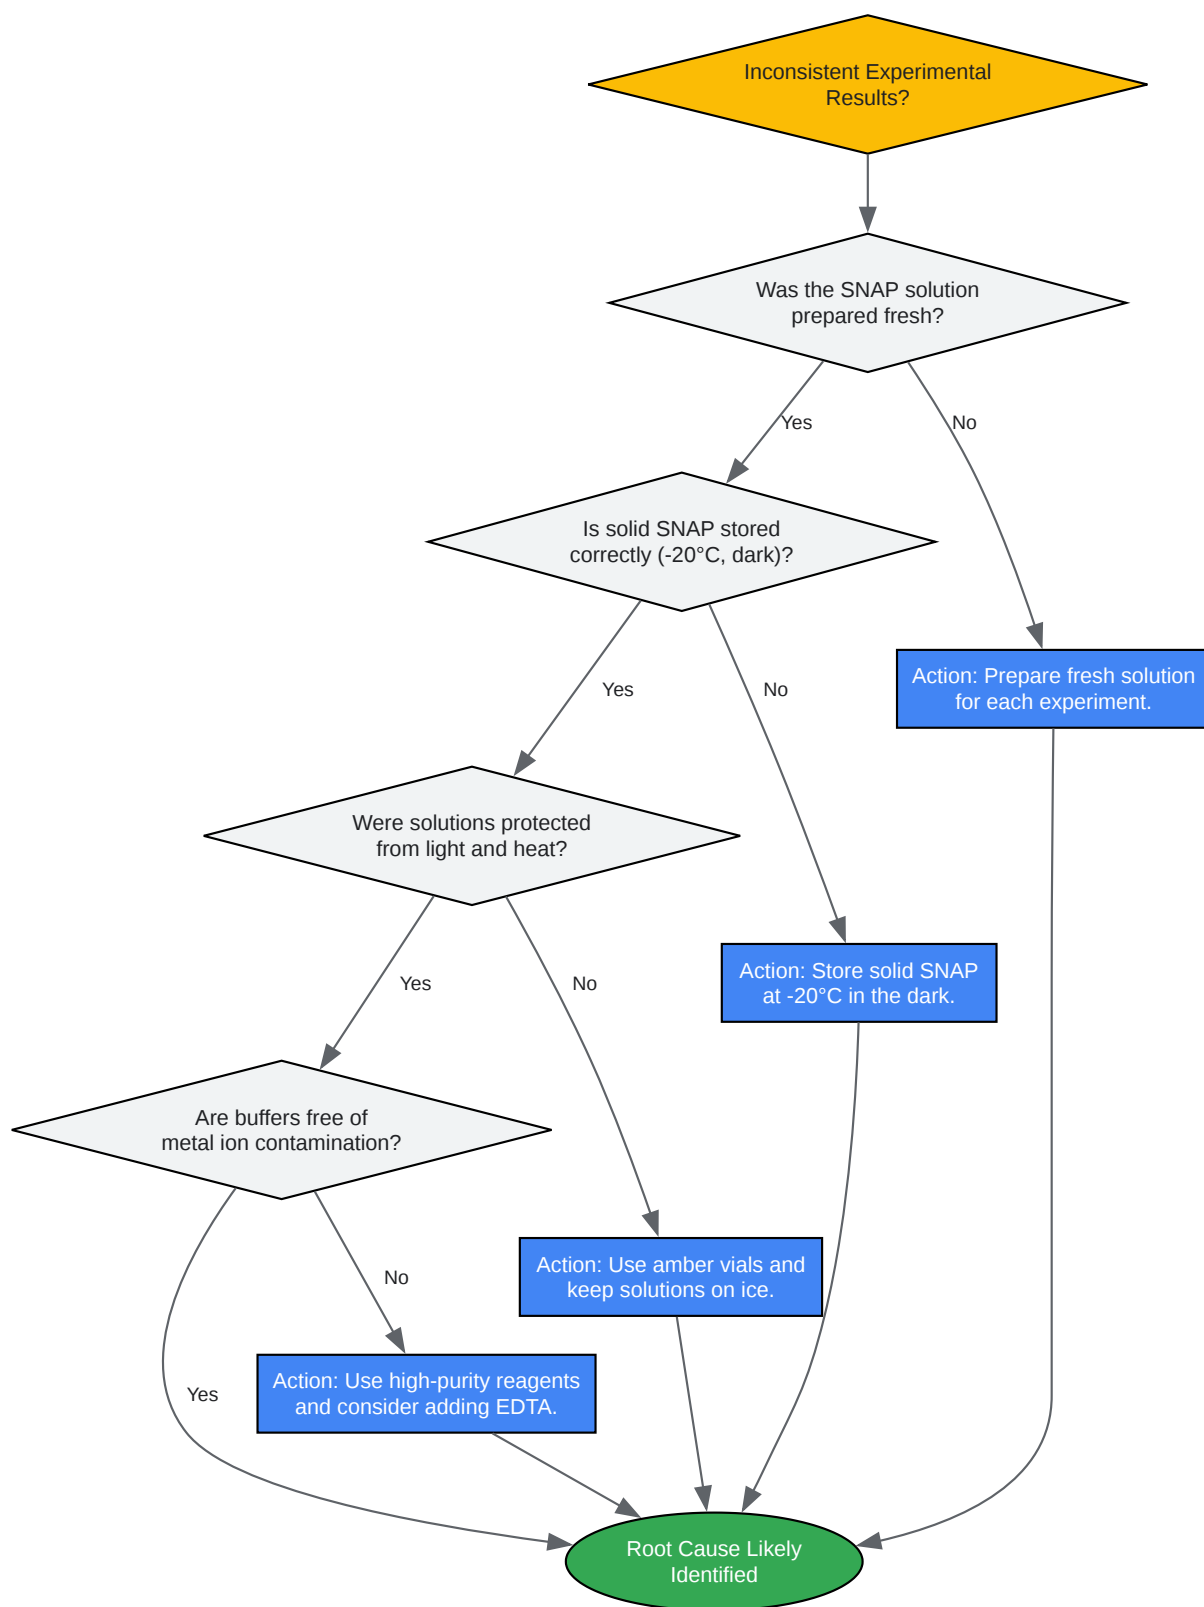 Inconsistent Experimental
Results?
Was the SNAP solution
prepared fresh?
Yes
No
Is solid SNAP stored
correctly (-20°C, dark)?
Yes
No
Action: Prepare fresh solution
for each experiment.
Were solutions protected
from light and heat?
Yes
No
Action: Store solid SNAP
at -20°C in the dark.
Are buffers free of
metal ion contamination?
No
Action: Use amber vials and
keep solutions on ice.
Yes
Action: Use high-purity reagents
and consider adding EDTA.
Root Cause Likely
Identified